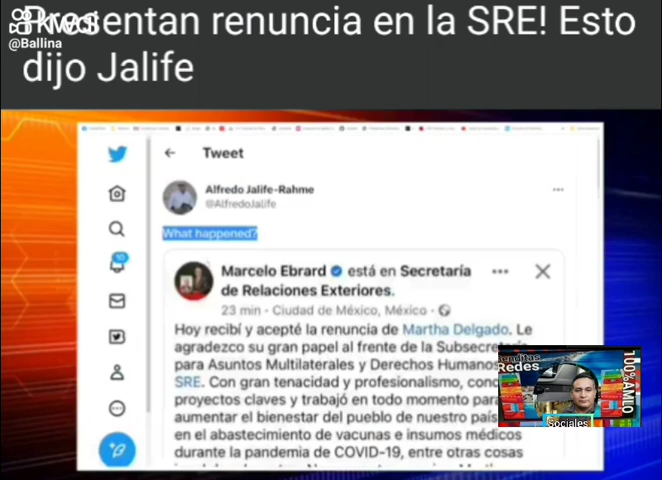 Presentan renuncia en la SRE! Esto
kwai
@Ballina
dijo Jalife
Tweet
Alfredo Jalife-Rahme
@AlfredoJalife
What happened?
Marcelo Ebrard está en Secretaría
de Relaciones Exteriores.
23 min · Ciudad de México, México ·
Hoy recibí y acepté la renuncia de Martha Delgado. Le
agradezco su gran papel al frente de la Subsecretaría
para Asuntos Multilaterales y Derechos Humanos
SRE. Con gran tenacidad y profesionalismo,
proyectos claves y trabajó en todo momento para
aumentar el bienestar del pueblo de nuestro país
en el abastecimiento de vacunas e insumos médicos
durante la pandemia de COVID-19, entre otras cosas
Benditas
Redes
Sociales
100%AMLO